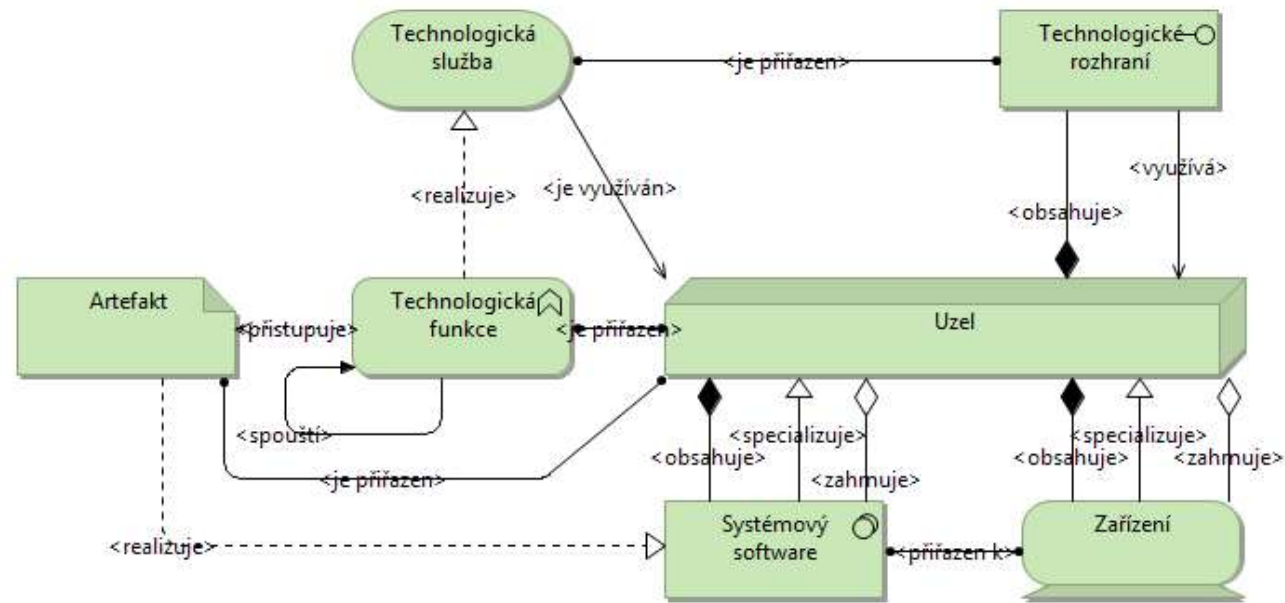 Technologická
služba
<je přiřazen>
Technologické
rozhraní
<realizuje>
<je využíván>
<využívá>
<obsahuje>
Artefakt
<přistupuje>
Technologická
funkce
<je přiřazen>
Uzel
<spouští>
<je přiřazen>
<specializuje>
<obsahuje>
<zahrnuje>
<specializuje>
<obsahuje>
<zahrnuje>
<realizuje>
Systémový
software
<přiřazen k>
Zařízení